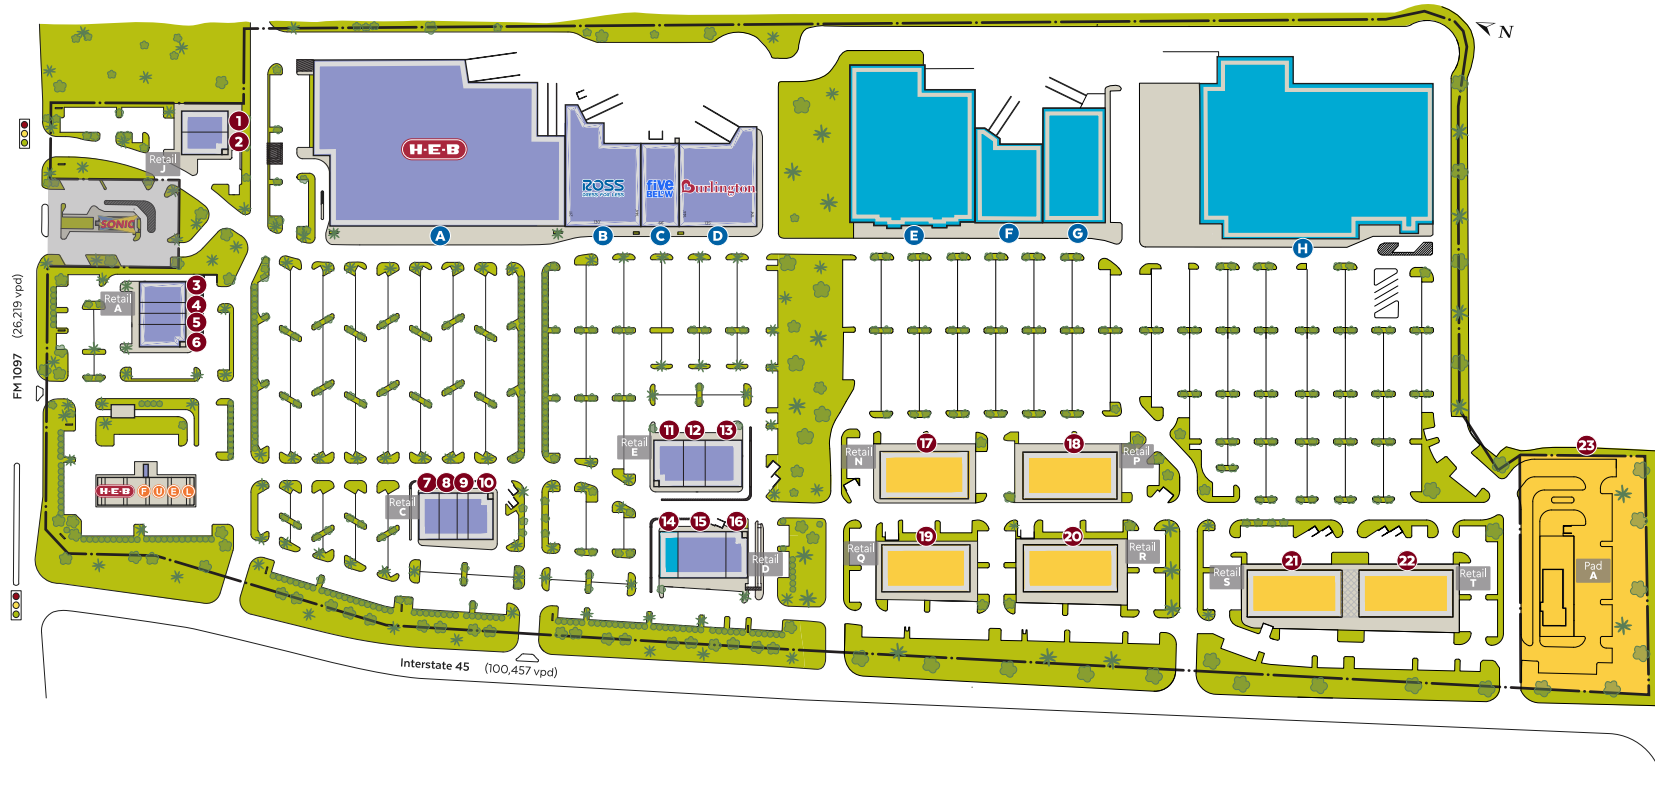 N
1
2
Retail
J
SONIC
H-E-B
ROSS
DRESS FOR LESS
five
BEL W
Burlington
A
B
C
D
E
F
G
H
FM 1097 (26,219 vpd)
Retail
A
3
4
5
6
H-E-B FUEL
Retail
C
7
8
9
10
Retail
E
11
12
13
14
15
16
Retail
D
Retail
N
17
18
Retail
P
Retail
Q
19
20
Retail
R
Retail
S
21
22
Retail
T
23
Pad
A
Interstate 45 (100,457 vpd)